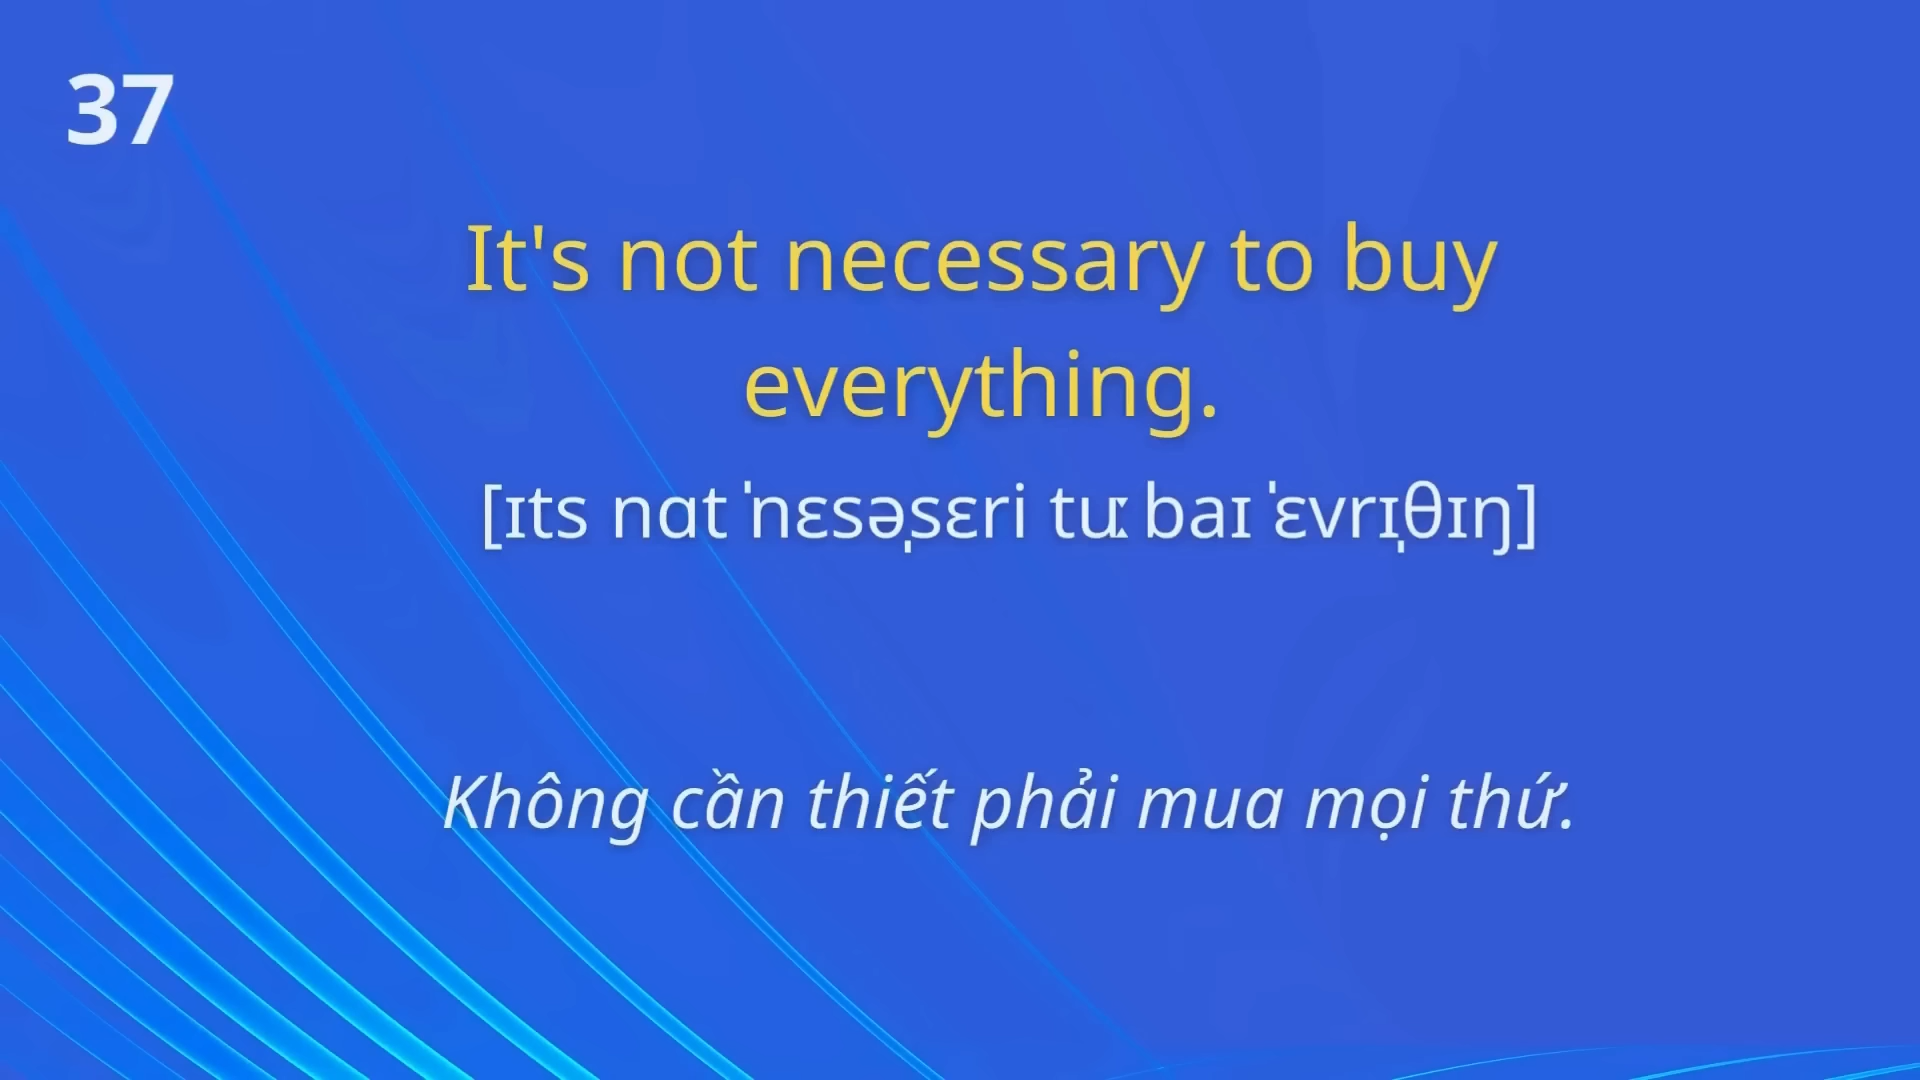 37
It's not necessary to buy
everything.
[ɪts nɑt ˈnɛsəˌsɛri tuː baɪ ˈɛvrɪˌθɪŋ]
Không cần thiết phải mua mọi thứ.